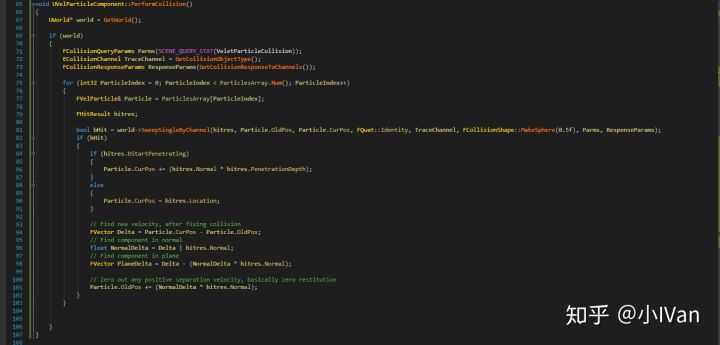 65 void UVelParticleComponent::PerformCollision()
66 {
67 UWorld* world = GetWorld();
68
69 if (world)
70 {
71 FCollisionQueryParams Parms(SCENE_QUERY_STAT(VeletParticleCollision));
72 ECollisionChannel TraceChannel = GetCollisionObjectType();
73 FCollisionResponseParams ResponseParams(GetCollisionResponseToChannels());
74
75 for (int32 ParticleIndex = 0; ParticleIndex < ParticlesArray.Num(); ParticleIndex++)
76 {
77 FVelParticle& Particle = ParticlesArray[ParticleIndex];
78
79 FHitResult hitres;
80
81 bool bHit = world->SweepSingleByChannel(hitres, Particle.OldPos, Particle.CurPos, FQuat::Identity, TraceChannel, FCollisionShape::MakeSphere(0.5f), Parms, ResponseParams);
82 if (bHit)
83 {
84 if (hitres.bStartPenetrating)
85 {
86 Particle.CurPos += (hitres.Normal * hitres.PenetrationDepth);
87 }
88 else
89 {
90 Particle.CurPos = hitres.Location;
91 }
92
93 // Find new velocity, after fixing collision
94 FVector Delta = Particle.CurPos - Particle.OldPos;
95 // Find component in normal
96 float NormalDelta = Delta | hitres.Normal;
97 // Find component in plane
98 FVector PlaneDelta = Delta - (NormalDelta * hitres.Normal);
99
100 // Zero out any positive separation velocity, basically zero restitution
101 Particle.OldPos += (NormalDelta * hitres.Normal);
102 }
103 }
104
105
106 }
107 }
108
知乎 @小IVan